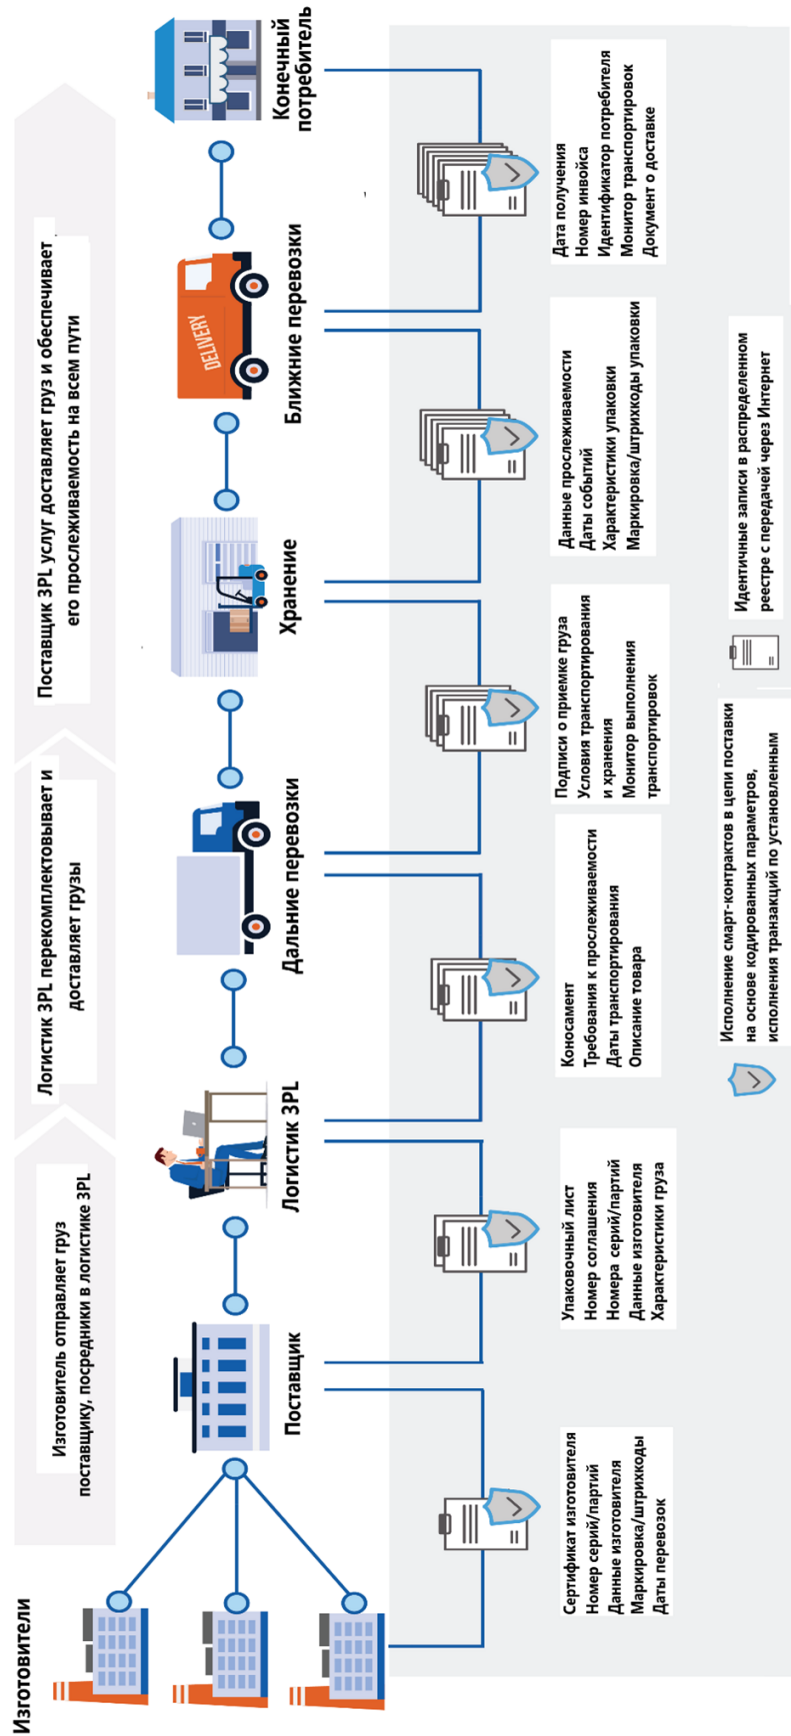 Изготовитель отправляет груз
поставщику, посредники в логистике 3PL
Логистик 3PL перекомплектовывает и
доставляет грузы
Поставщик 3PL услуг доставляет груз и обеспечивает
его прослеживаемость на всем пути
Изготовители
Поставщик
Логистик 3PL
Дальние перевозки
Хранение
DELIVERY
Ближние перевозки
Конечный
потребитель
Сертификат изготовителя
Номер серий/партий
Данные изготовителя
Маркировка/штрихкоды
Даты перевозок
Упаковочный лист
Номер соглашения
Номера серий/партий
Данные изготовителя
Характеристики груза
Коносамент
Требования к прослеживаемости
Даты транспортирования
Описание товара
Подписи о приемке груза
Условия транспортирования
и хранения
Монитор выполнения
транспортировок
Данные прослеживаемости
Даты событий
Характеристики упаковки
Маркировка/штрихкоды упаковки
Дата получения
Номер инвойса
Идентификатор потребителя
Монитор транспортировок
Документ о доставке
Исполнение смарт-контрактов в цепи поставки
на основе кодированных параметров,
исполнения транзакций по установленным
Идентичные записи в распределенном
реестре с передачей через Интернет